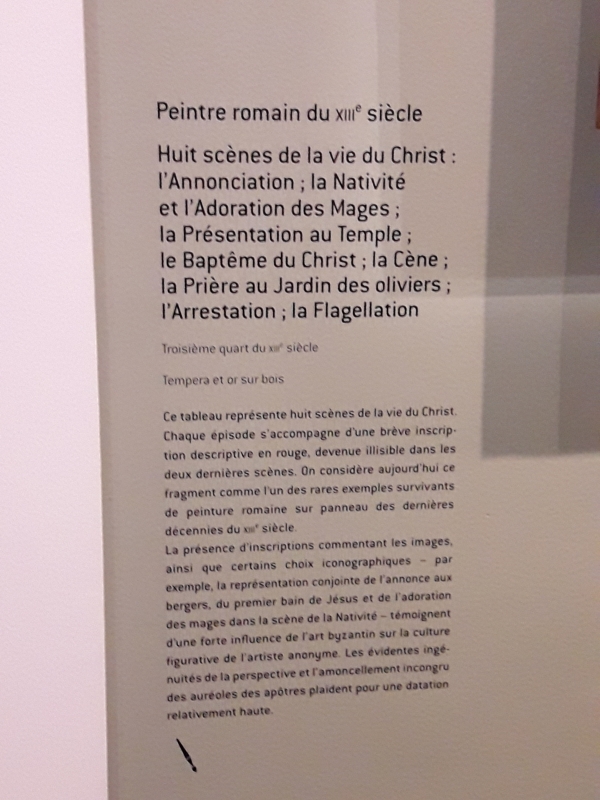 Peintre romain du XIIIe siècle
Huit scènes de la vie du Christ :
l'Annonciation ; la Nativité
et l'Adoration des Mages ;
la Présentation au Temple ;
le Baptême du Christ ; la Cène ;
la Prière au Jardin des oliviers ;
l'Arrestation ; la Flagellation
Troisième quart du XIIIe siècle
Tempera et or sur bois
Ce tableau représente huit scènes de la vie du Christ.
Chaque épisode s'accompagne d'une brève inscrip-
tion descriptive en rouge, devenue illisible dans les
deux dernières scènes. On considère aujourd'hui ce
fragment comme l'un des rares exemples survivants
de peinture romaine sur panneau des dernières
décennies du XIIIe siècle.
La présence d'inscriptions commentant les images,
ainsi que certains choix iconographiques – par
exemple, la représentation conjointe de l'annonce aux
bergers, du premier bain de Jésus et de l'adoration
des mages dans la scène de la Nativité – témoignent
d'une forte influence de l'art byzantin sur la culture
figurative de l'artiste anonyme. Les évidentes ingé-
nuités de la perspective et l'amoncellement incongru
des auréoles des apôtres plaident pour une datation
relativement haute.